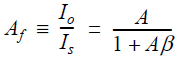 A_f ≡ I_o / I_s = A / (1 + Aβ)